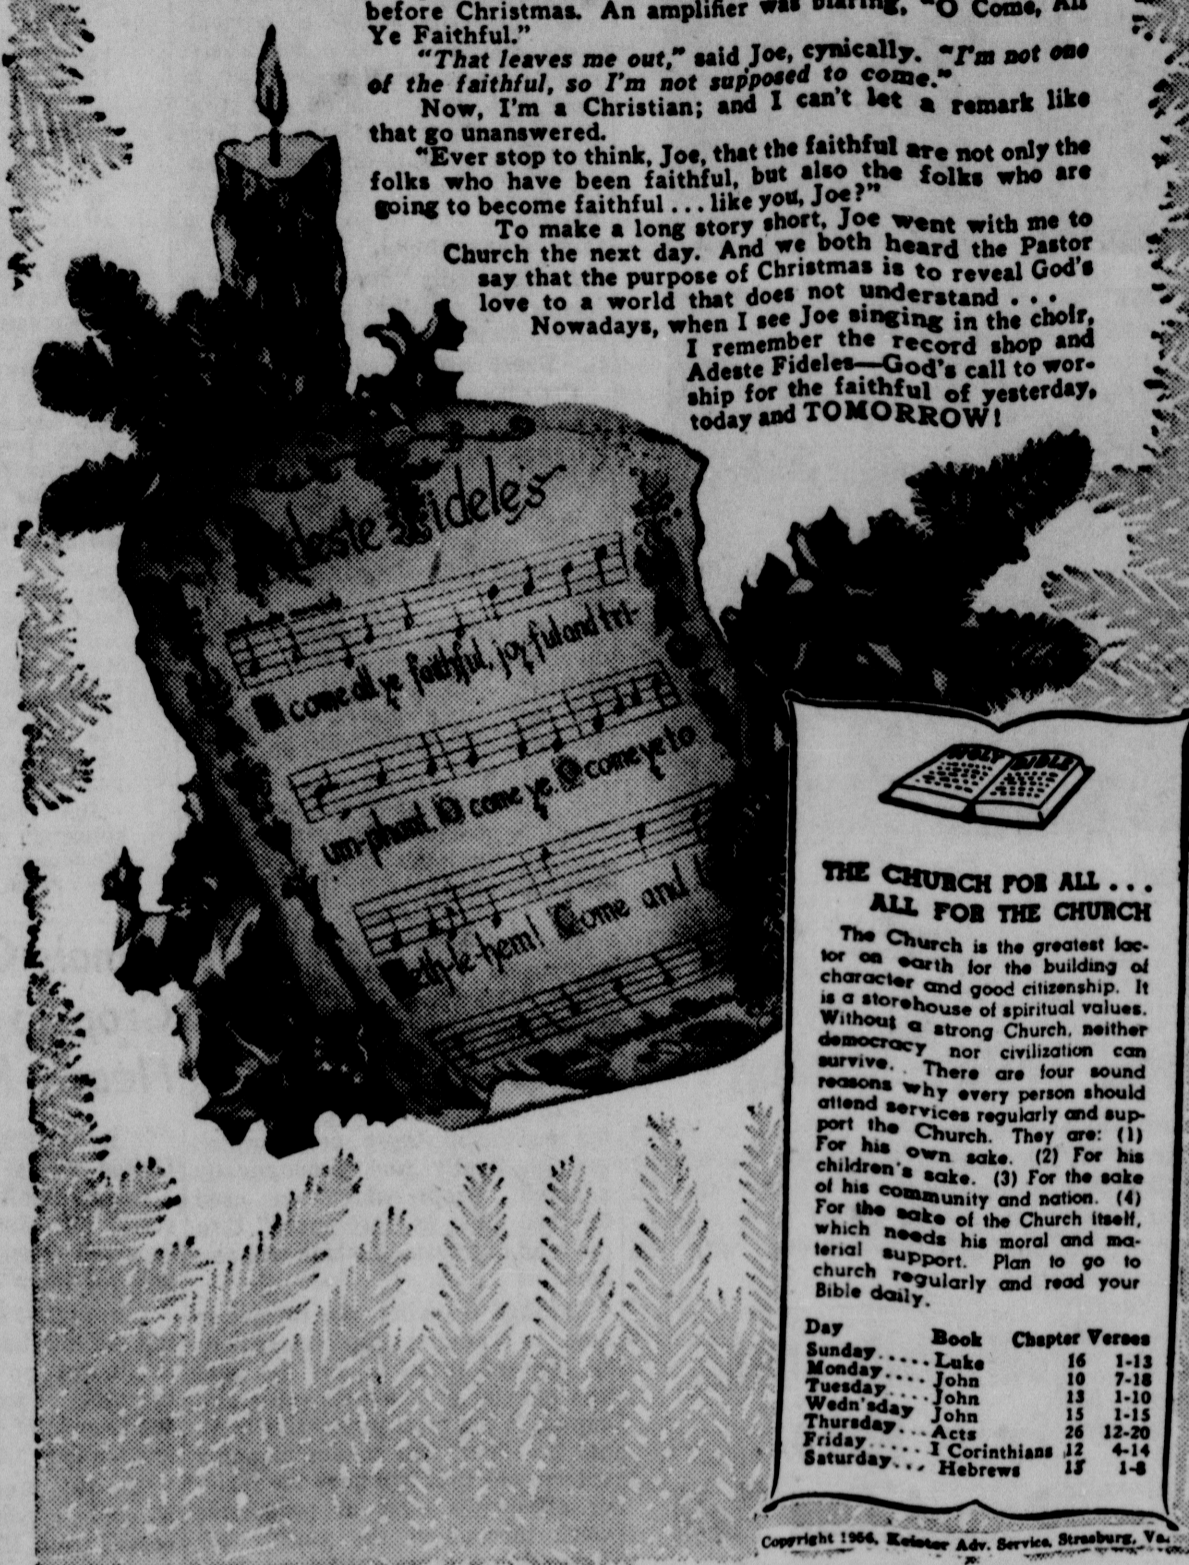 before Christmas. An amplifier was blaring, "O Come, All
Ye Faithful."
"That leaves me out," said Joe, cynically. "I'm not one
of the faithful, so I'm not supposed to come."
Now, I'm a Christian; and I can't let a remark like
that go unanswered.
"Ever stop to think, Joe, that the faithful are not only the
folks who have been faithful, but also the folks who are
going to become faithful ... like you, Joe?"
To make a long story short, Joe went with me to
Church the next day. And we both heard the Pastor
say that the purpose of Christmas is to reveal God's
love to a world that does not understand . . .
Nowadays, when I see Joe singing in the choir,
I remember the record shop and
Adeste Fideles—God's call to wor-
ship for the faithful of yesterday,
today and TOMORROW!
deste Fideles
O come all ye faithful, joyful and tri-
um-phant, O come ye, O come ye to
Beth-le-hem! Come and
HOLY BIBLE
THE CHURCH FOR ALL . . .
ALL FOR THE CHURCH
The Church is the greatest fac-
tor on earth for the building of
character and good citizenship. It
is a storehouse of spiritual values.
Without a strong Church, neither
democracy nor civilization can
survive. There are four sound
reasons why every person should
attend services regularly and sup-
port the Church. They are: (1)
For his own sake. (2) For his
children's sake. (3) For the sake
of his community and nation. (4)
For the sake of the Church itself,
which needs his moral and ma-
terial support. Plan to go to
church regularly and read your
Bible daily.
Day Book Chapter Verses
Sunday..... Luke 16 1-13
Monday.... John 10 7-18
Tuesday.... John 13 1-10
Wedn'sday John 15 1-15
Thursday... Acts 26 12-20
Friday..... I Corinthians 12 4-14
Saturday... Hebrews 13 1-8
Copyright 1956, Keister Adv. Service, Strasburg, Va.